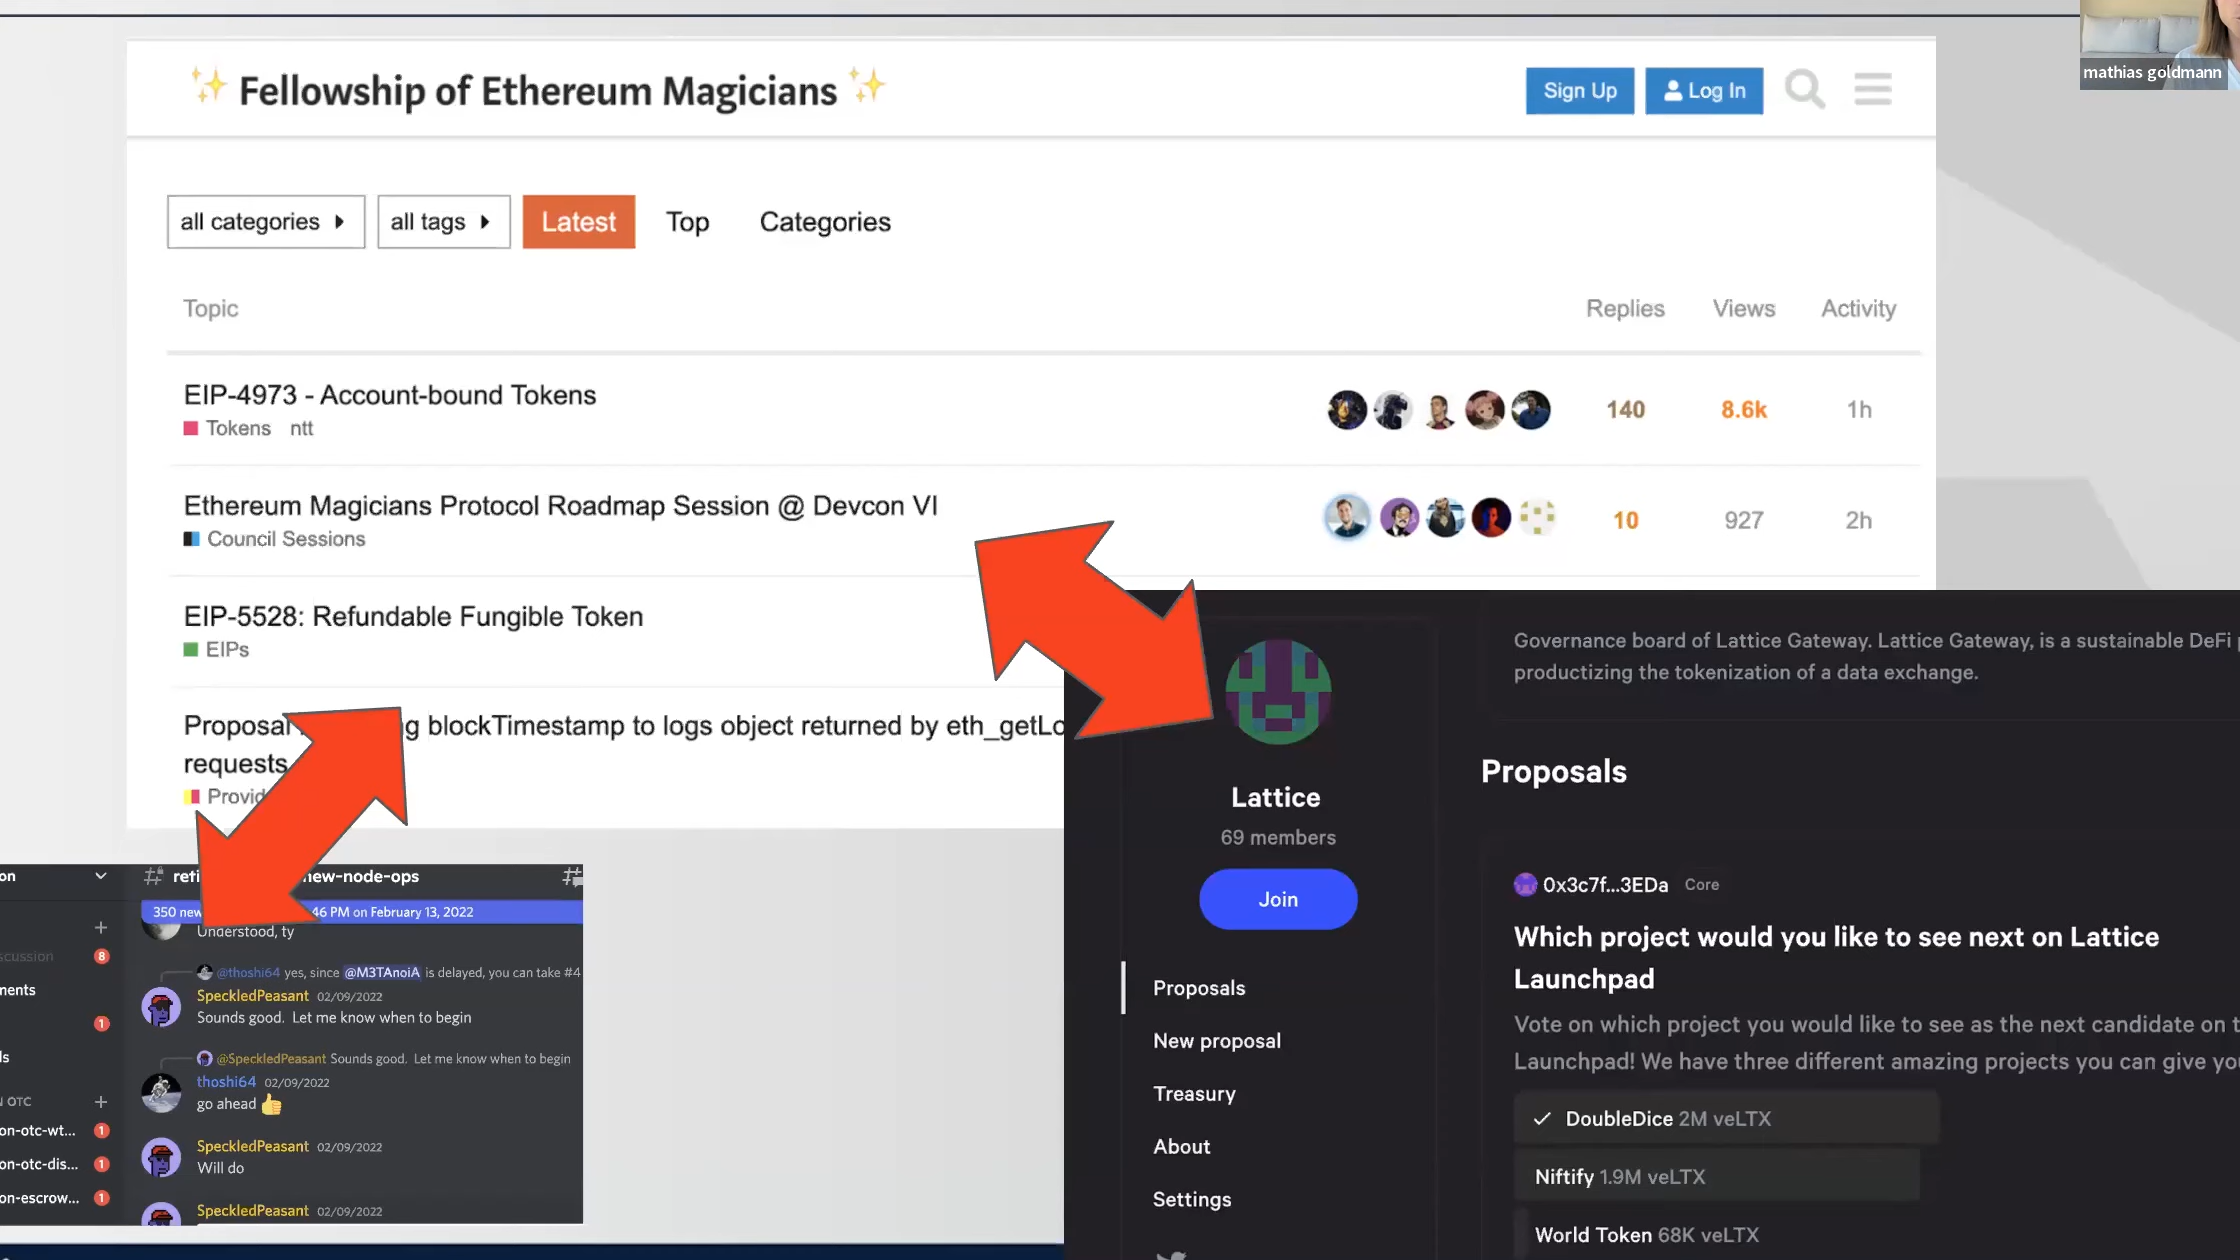 mathias goldmann
✨ Fellowship of Ethereum Magicians ✨
Sign Up
Log In
all categories
all tags
Latest
Top
Categories
Topic
Replies
Views
Activity
EIP-4973 - Account-bound Tokens
Tokens ntt
140
8.6k
1h
Ethereum Magicians Protocol Roadmap Session @ Devcon VI
Council Sessions
10
927
2h
EIP-5528: Refundable Fungible Token
EIPs
Proposal g blockTimestamp to logs object returned by eth_getLo
requests
Provid
on
# reti new-node-ops
350 new 46 PM on February 13, 2022
Understood, ty
scussion
8
@thoshi64 yes, since @M3TAnoiA is delayed, you can take #4
nents
SpeckledPeasant 02/09/2022
Sounds good. Let me know when to begin
1
ls
@SpeckledPeasant Sounds good. Let me know when to begin
thoshi64 02/09/2022
go ahead 👍
OTC
on-otc-wt...
1
SpeckledPeasant 02/09/2022
Will do
on-otc-dis...
1
on-escrow...
1
SpeckledPeasant 02/09/2022
Lattice
69 members
Join
Proposals
New proposal
Treasury
About
Settings
Governance board of Lattice Gateway. Lattice Gateway, is a sustainable DeFi
productizing the tokenization of a data exchange.
Proposals
0x3c7f...3EDa Core
Which project would you like to see next on Lattice
Launchpad
Vote on which project you would like to see as the next candidate on t
Launchpad! We have three different amazing projects you can give yo
✓ DoubleDice 2M veLTX
Niftify 1.9M veLTX
World Token 68K veLTX